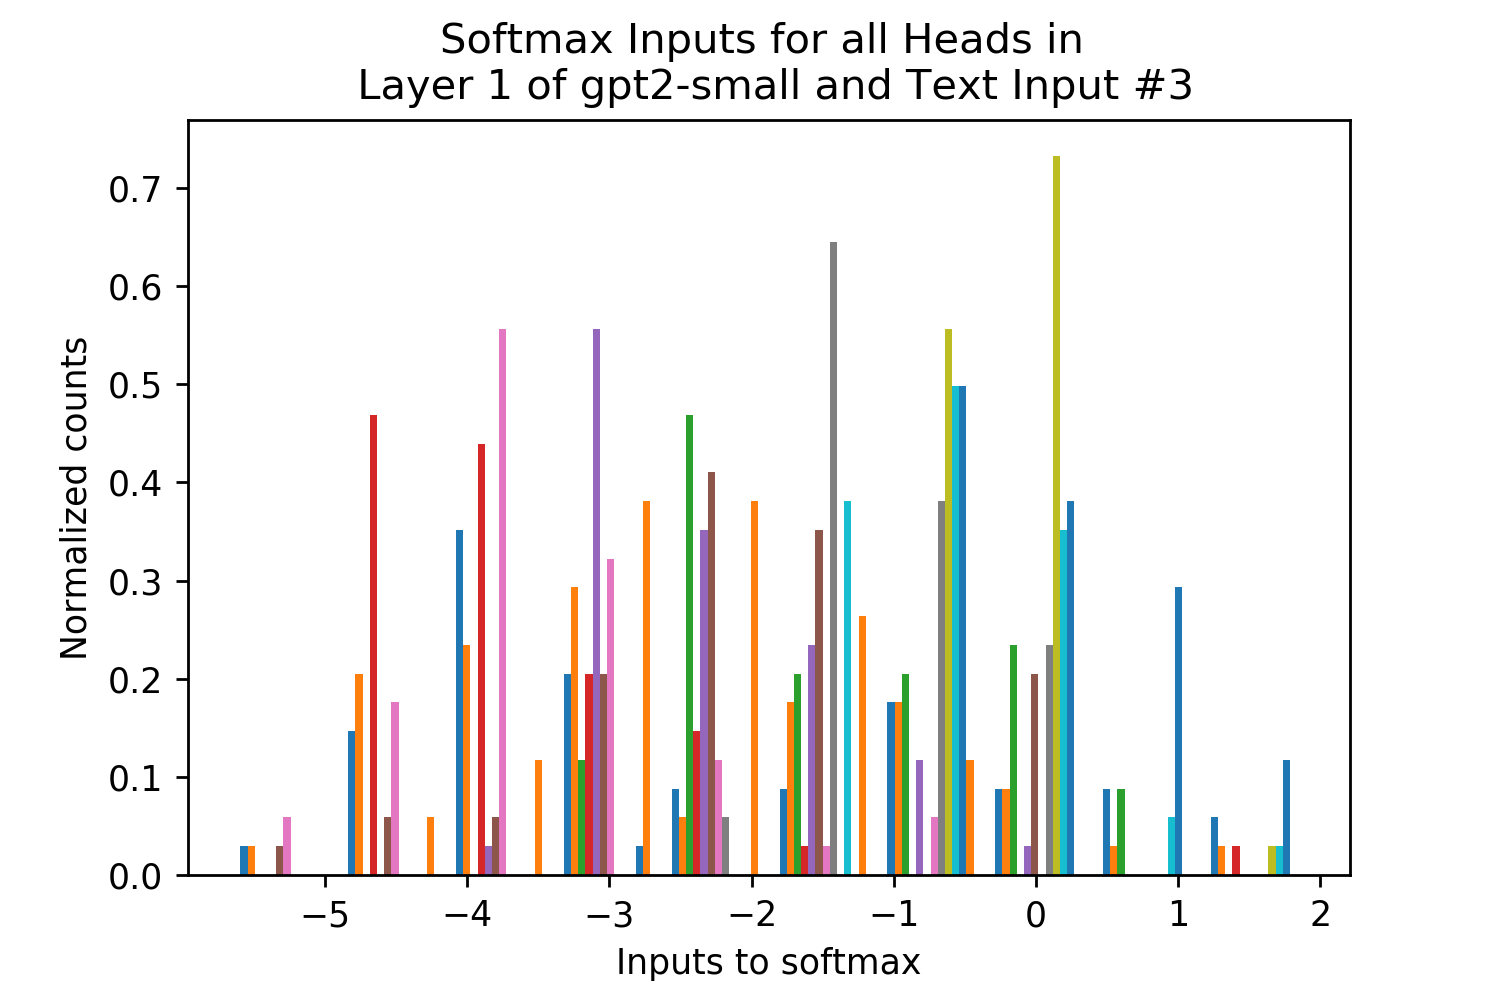 Softmax Inputs for all Heads in
Layer 1 of gpt2-small and Text Input #3
Normalized counts
0.7
0.6
0.5
0.4
0.3
0.2
0.1
0.0
−5 −4 −3 −2 −1 0 1 2
Inputs to softmax